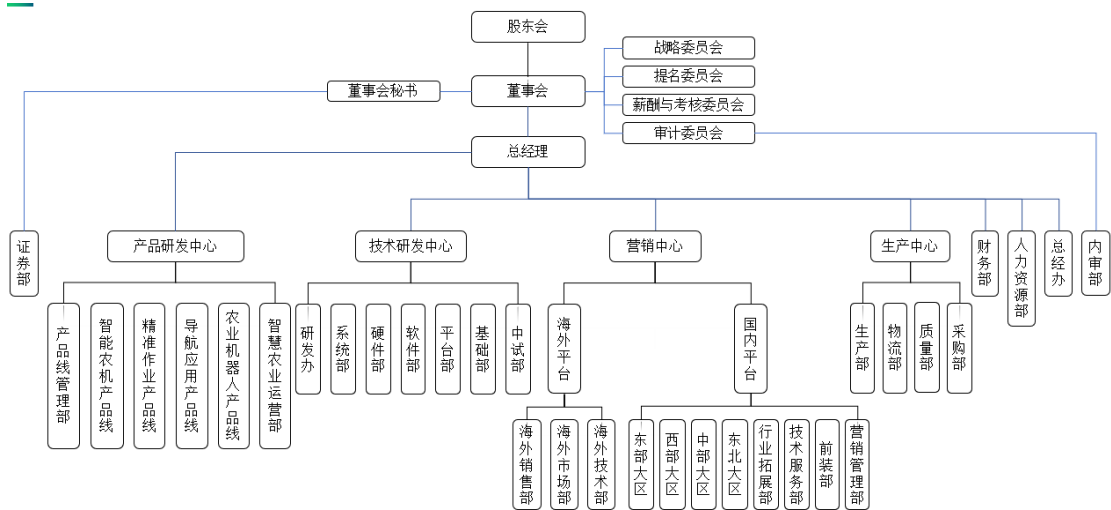 股东会
战略委员会
提名委员会
董事会秘书
董事会
薪酬与考核委员会
审计委员会
总经理
证券部
产品研发中心
技术研发中心
营销中心
生产中心
财务部
人力资源部
总经办
内审部
产品线管理部
智能农机产品线
精准作业产品线
导航应用产品线
农业机器人产品线
智慧农业运营部
研发办
系统部
硬件部
软件部
平台部
基础部
中试部
海外平台
国内平台
生产部
物流部
质量部
采购部
海外销售部
海外市场部
海外技术部
东部大区
西部大区
中部大区
东北大区
行业拓展部
技术服务部
前装部
营销管理部